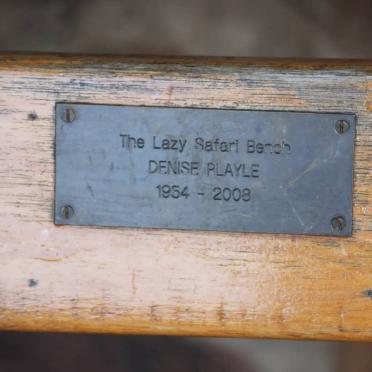 The Lazy Safari Bench
DENISE PLAYLE
1954 - 2008